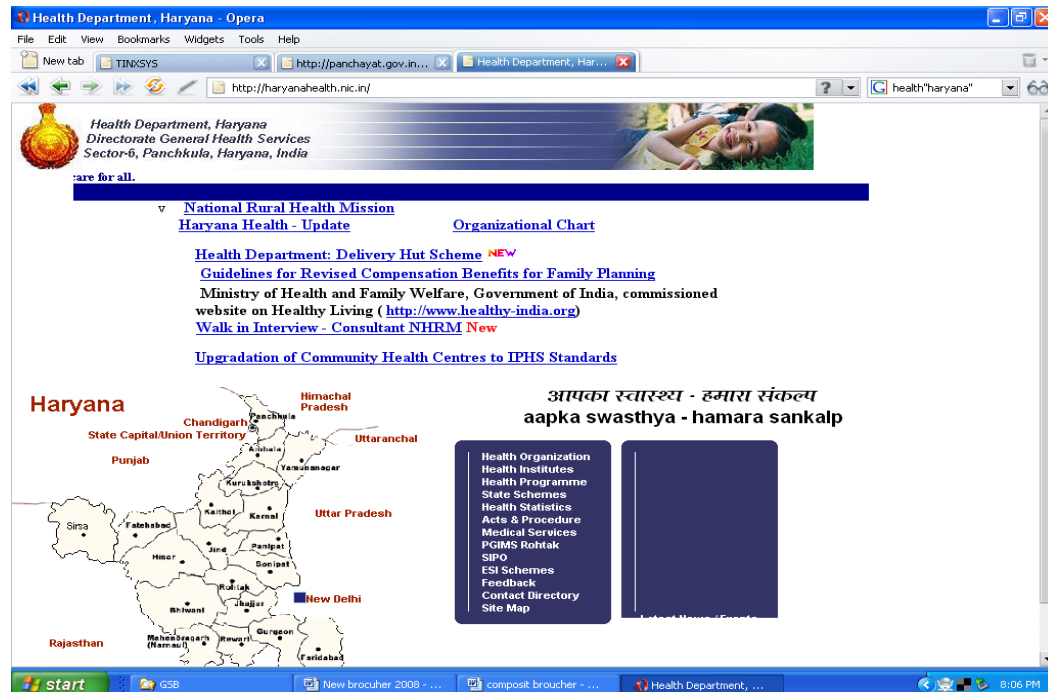 Health Department, Haryana - Opera
File Edit View Bookmarks Widgets Tools Help
New tab TINXSYS http://panchayat.gov.in... Health Department, Har...
http://haryanahealth.nic.in/ ? health"haryana"
Health Department, Haryana
Directorate General Health Services
Sector-6, Panchkula, Haryana, India
care for all.
National Rural Health Mission
Haryana Health - Update Organizational Chart
Health Department: Delivery Hut Scheme NEW
Guidelines for Revised Compensation Benefits for Family Planning
Ministry of Health and Family Welfare, Government of India, commissioned
website on Healthy Living ( http://www.healthy-india.org)
Walk in Interview - Consultant NHRM New
Upgradation of Community Health Centres to IPHS Standards
Haryana
Himachal
Pradesh
Chandigarh
State Capital/Union Territory
Panchkula
Uttaranchal
Punjab
Ambala
Yamunanagar
Kurukshetra
Kaithal
Karnal
Uttar Pradesh
Sirsa
Fatehabad
Jind
Panipat
Hisar
Sonipat
Rohtak
New Delhi
Bhiwani
Jhajjar
Rajasthan
Mahendragarh
(Narnaul)
Rewari
Gurgaon
Faridabad
आपका स्वास्थ्य - हमारा संकल्प
aapka swasthya - hamara sankalp
Health Organization
Health Institutes
Health Programme
State Schemes
Health Statistics
Acts & Procedure
Medical Services
PGIMS Rohtak
SIPO
ESI Schemes
Feedback
Contact Directory
Site Map
Latest News / Events
start GSB New brocuher 2008 - ... composit broucher - ... Health Department, ... 8:06 PM